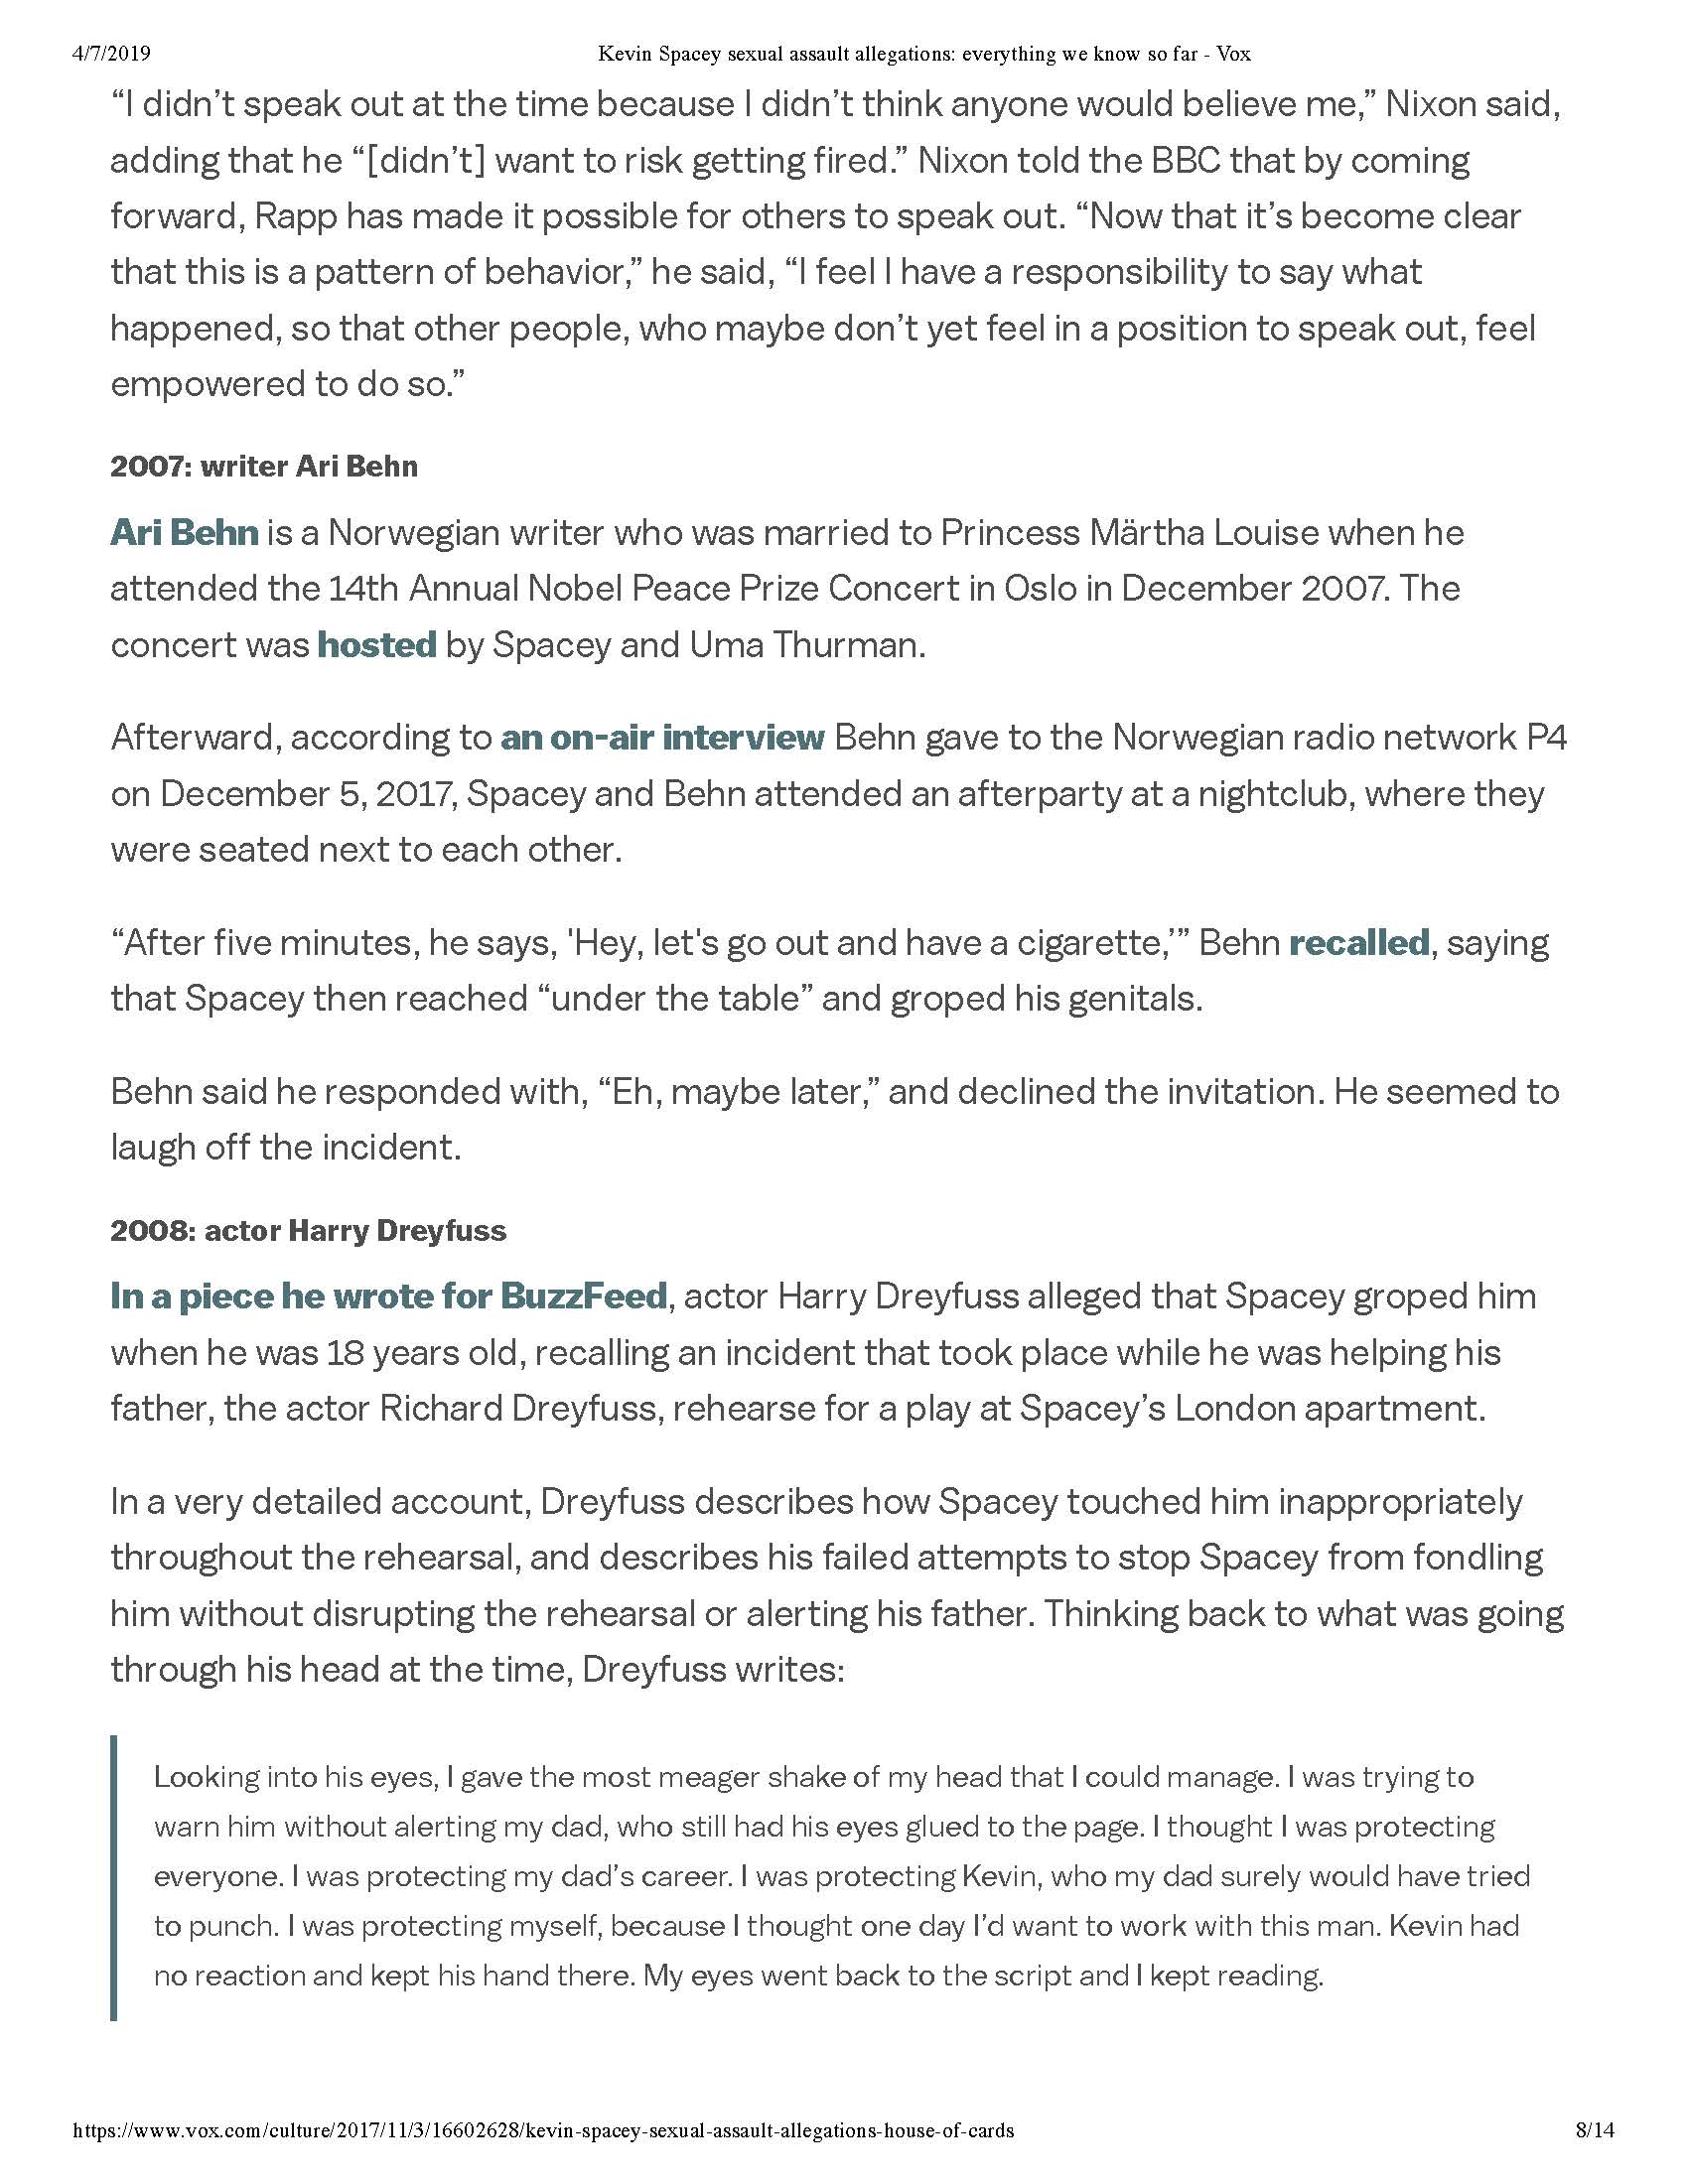 4/7/2019 Kevin Spacey sexual assault allegations: everything we know so far - Vox
“I didn’t speak out at the time because I didn’t think anyone would believe me,” Nixon said,
adding that he “[didn’t] want to risk getting fired.” Nixon told the BBC that by coming
forward, Rapp has made it possible for others to speak out. “Now that it’s become clear
that this is a pattern of behavior,” he said, “I feel I have a responsibility to say what
happened, so that other people, who maybe don’t yet feel in a position to speak out, feel
empowered to do so.”
2007: writer Ari Behn
Ari Behn is a Norwegian writer who was married to Princess Märtha Louise when he
attended the 14th Annual Nobel Peace Prize Concert in Oslo in December 2007. The
concert was hosted by Spacey and Uma Thurman.
Afterward, according to an on-air interview Behn gave to the Norwegian radio network P4
on December 5, 2017, Spacey and Behn attended an afterparty at a nightclub, where they
were seated next to each other.
“After five minutes, he says, 'Hey, let's go out and have a cigarette,’” Behn recalled, saying
that Spacey then reached “under the table” and groped his genitals.
Behn said he responded with, “Eh, maybe later,” and declined the invitation. He seemed to
laugh off the incident.
2008: actor Harry Dreyfuss
In a piece he wrote for BuzzFeed, actor Harry Dreyfuss alleged that Spacey groped him
when he was 18 years old, recalling an incident that took place while he was helping his
father, the actor Richard Dreyfuss, rehearse for a play at Spacey’s London apartment.
In a very detailed account, Dreyfuss describes how Spacey touched him inappropriately
throughout the rehearsal, and describes his failed attempts to stop Spacey from fondling
him without disrupting the rehearsal or alerting his father. Thinking back to what was going
through his head at the time, Dreyfuss writes:
Looking into his eyes, I gave the most meager shake of my head that I could manage. I was trying to
warn him without alerting my dad, who still had his eyes glued to the page. I thought I was protecting
everyone. I was protecting my dad’s career. I was protecting Kevin, who my dad surely would have tried
to punch. I was protecting myself, because I thought one day I’d want to work with this man. Kevin had
no reaction and kept his hand there. My eyes went back to the script and I kept reading.
https://www.vox.com/culture/2017/11/3/16602628/kevin-spacey-sexual-assault-allegations-house-of-cards 8/14